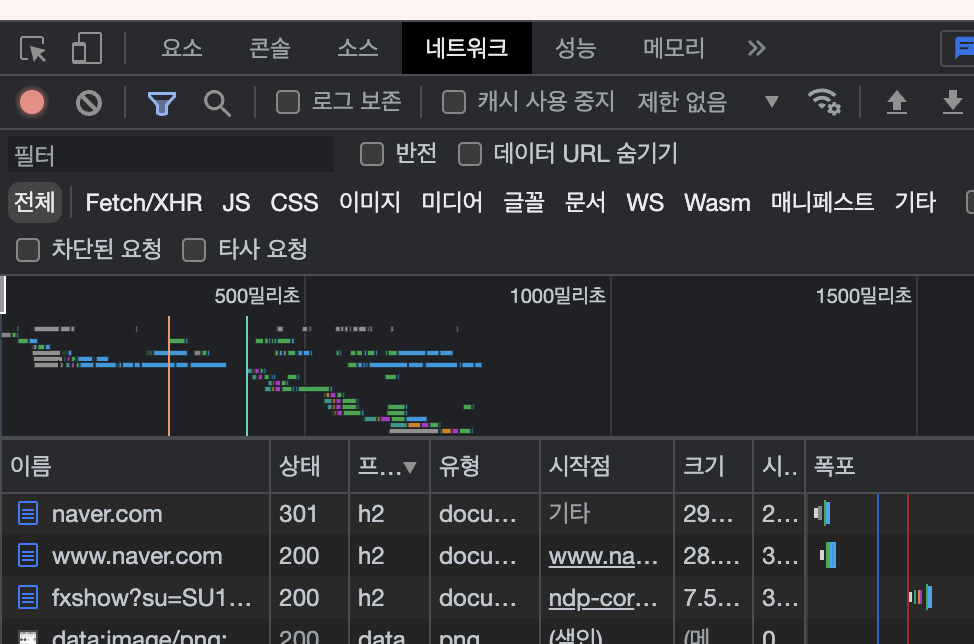 요소 콘솔 소스 네트워크 성능 메모리 »
로그 보존 캐시 사용 중지 제한 없음 ▼
필터 반전 데이터 URL 숨기기
전체 Fetch/XHR JS CSS 이미지 미디어 글꼴 문서 WS Wasm 매니페스트 기타
차단된 요청 타사 요청
500밀리초 1000밀리초 1500밀리초
이름 상태 프…▼ 유형 시작점 크기 시.. 폭포
naver.com 301 h2 docu… 기타 29… 2…
www.naver.com 200 h2 docu… www.na… 28.… 3…
fxshow?su=SU1… 200 h2 docu… ndp-cor… 7.5… 3…
data:image/png: 200 data png (색인) (메 0